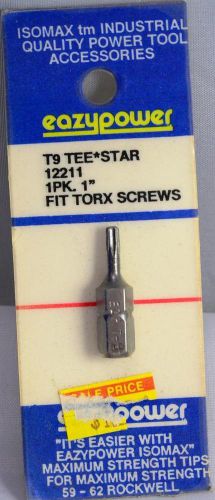 ISOMAX tm INDUSTRIAL
QUALITY POWER TOOL
ACCESSORIES
eazypower
T9 TEE*STAR
12211
1PK. 1”
FIT TORX SCREWS
SALE PRICE
eazypower
"IT'S EASIER WITH
EAZYPOWER ISOMAX"
MAXIMUM STRENGTH TIPS
FOR MAXIMUM STRENGTH
59 - 62 ROCKWELL